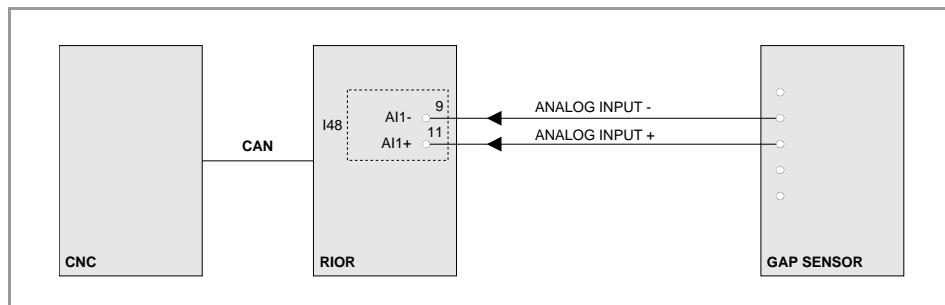 9
AI1-
ANALOG INPUT -
I48
11
AI1+
ANALOG INPUT +
CAN
CNC
RIOR
GAP SENSOR